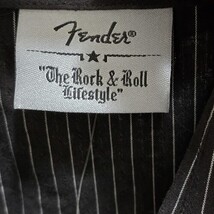 Fender®
"The Rock & Roll
Lifestyle"